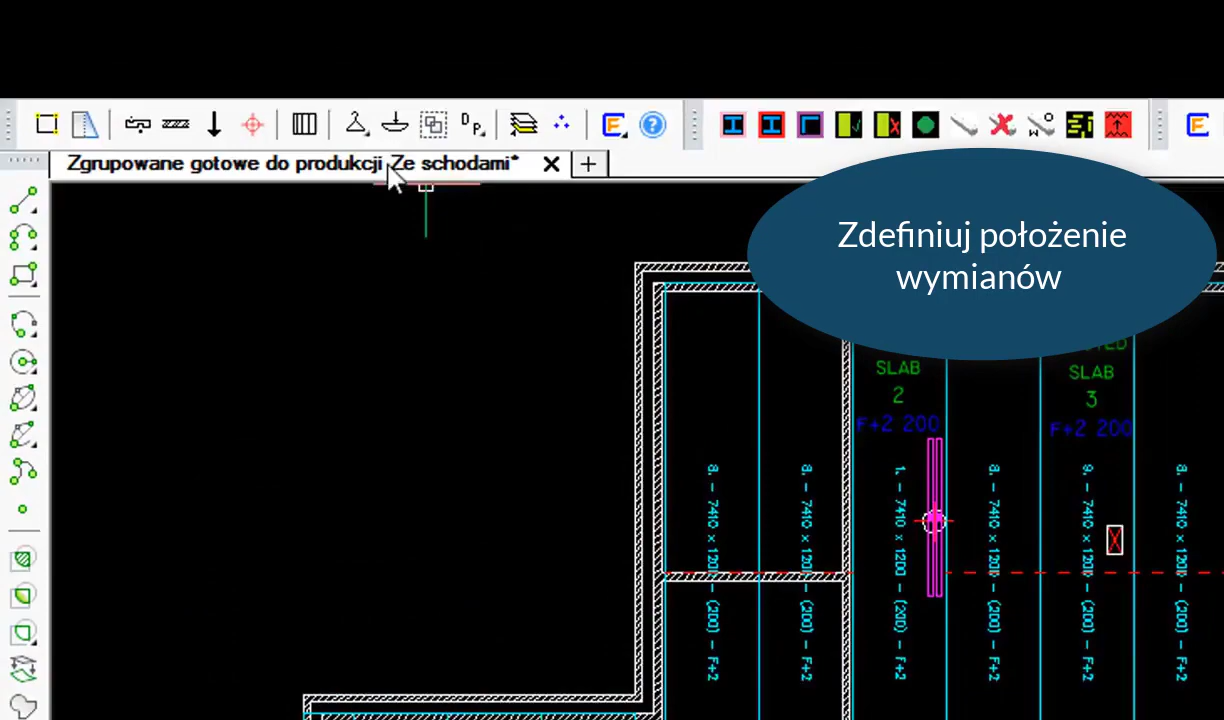 Zgrupowane gotowe do produkcji Ze schodami*
Zdefiniuj położenie
wymianów
SLAB
2
F+2 200
SLAB
3
F+2 200
8. - 7410 x 1200 - (200) - F+2
8. - 7410 x 1200 - (200) - F+2
1. - 7410 x 1200 - (200) - F+2
8. - 7410 x 1200 - (200) - F+2
9. - 7410 x 1200 - (200) - F+2
8. - 7410 x 1200 - (200) - F+2